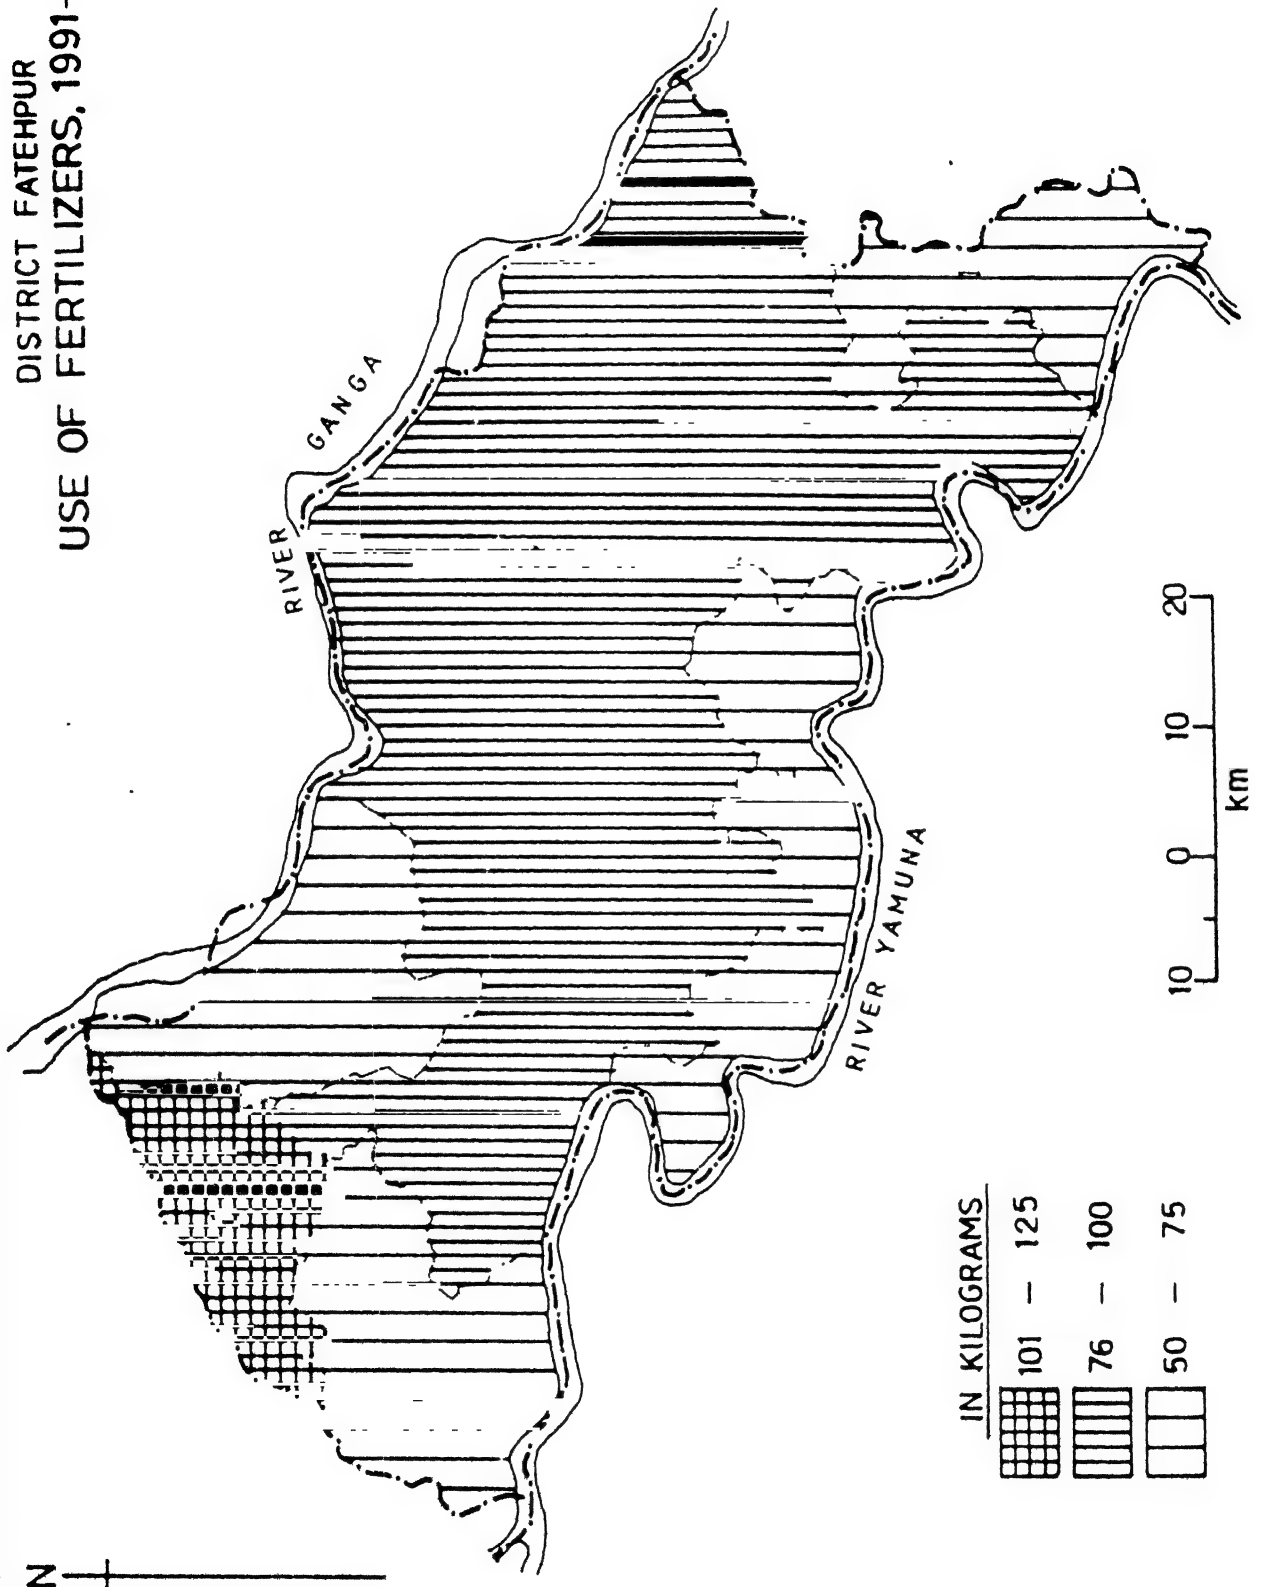 DISTRICT FATEHPUR
USE OF FERTILIZERS, 1991-
N
RIVER GANGA
RIVER YAMUNA
IN KILOGRAMS
101 – 125
76 – 100
50 – 75
10 0 10 20
km